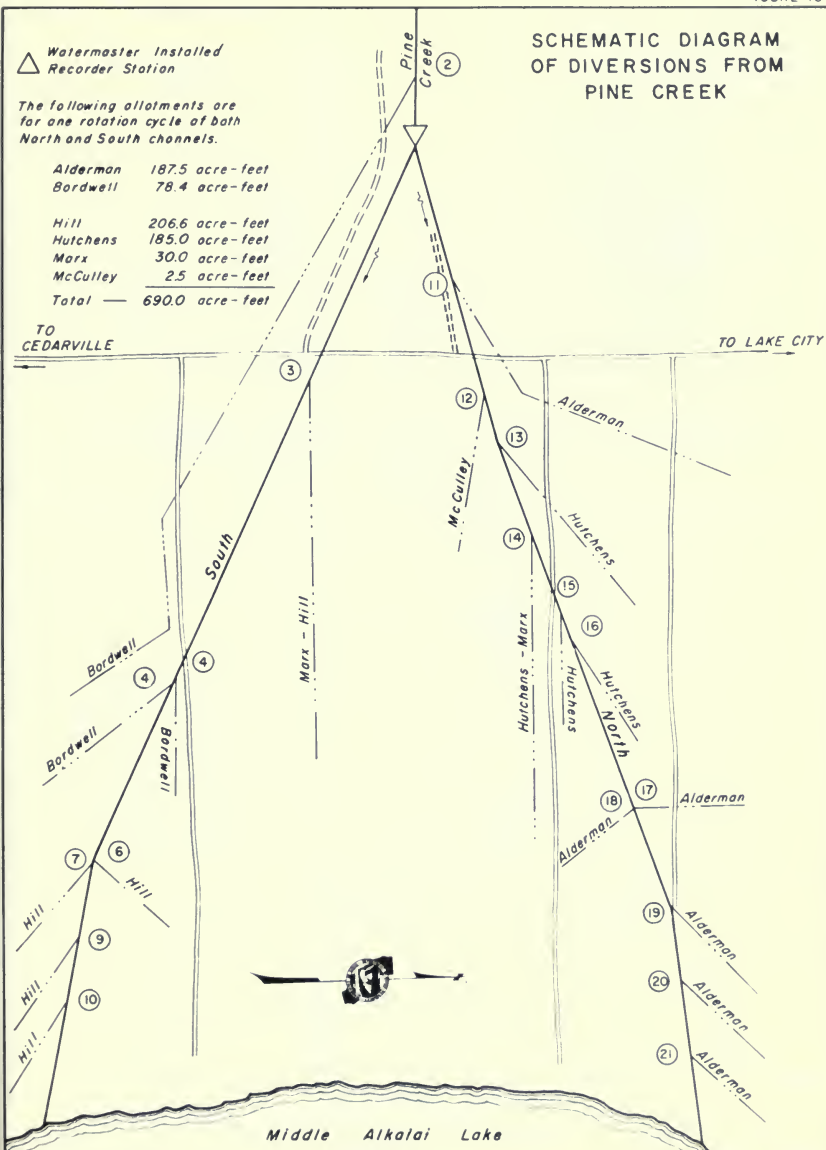 SCHEMATIC DIAGRAM
OF DIVERSIONS FROM
PINE CREEK
Watermaster Installed
Recorder Station
The following allotments are
for one rotation cycle of both
North and South channels.
Alderman 187.5 acre-feet
Bordwell 78.4 acre-feet
Hill 206.6 acre-feet
Hutchens 185.0 acre-feet
Marx 30.0 acre-feet
McCulley 2.5 acre-feet
Total — 690.0 acre-feet
Pine
Creek
2
11
TO
CEDARVILLE
TO LAKE CITY
3
12
Alderman
13
McCulley
Hutchens
14
South
15
Marx - Hill
16
Hutchens - Marx
Hutchens
Hutchens
North
Bordwell
4
4
Bordwell
Bordwell
18
17
Alderman
Alderman
7
6
Hill
Hill
19
Alderman
9
Hill
20
Alderman
10
Hill
21
Alderman
Middle Alkalai Lake